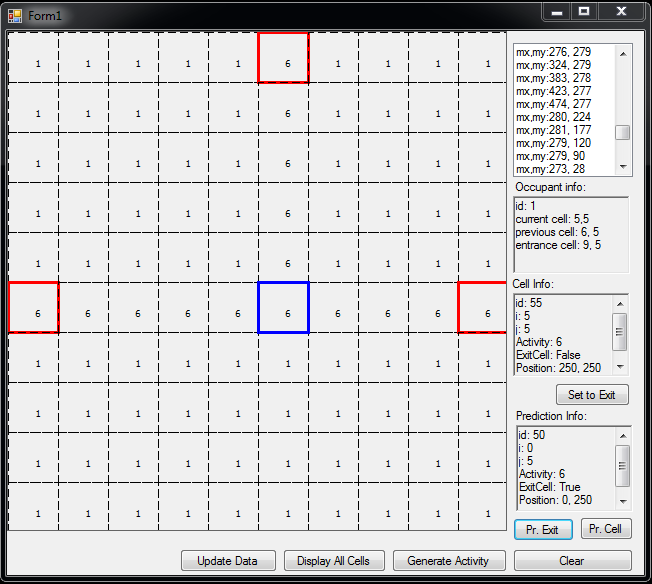 Form1
1 1 1 1 1 6 1 1 1 1
1 1 1 1 1 6 1 1 1 1
1 1 1 1 1 6 1 1 1 1
1 1 1 1 1 6 1 1 1 1
1 1 1 1 1 6 1 1 1 1
6 6 6 6 6 6 6 6 6 6
1 1 1 1 1 1 1 1 1 1
1 1 1 1 1 1 1 1 1 1
1 1 1 1 1 1 1 1 1 1
1 1 1 1 1 1 1 1 1 1
mx,my:276, 279
mx,my:324, 279
mx,my:383, 278
mx,my:423, 277
mx,my:474, 277
mx,my:280, 224
mx,my:281, 177
mx,my:279, 120
mx,my:279, 90
mx,my:273, 28
Occupant info:
id: 1
current cell: 5,5
previous cell: 6, 5
entrance cell: 9, 5
Cell Info:
id: 55
i: 5
j: 5
Activity: 6
ExitCell: False
Position: 250, 250
Set to Exit
Prediction Info:
id: 50
i: 0
j: 5
Activity: 6
ExitCell: True
Position: 0, 250
Pr. Exit Pr. Cell
Update Data Display All Cells Generate Activity Clear